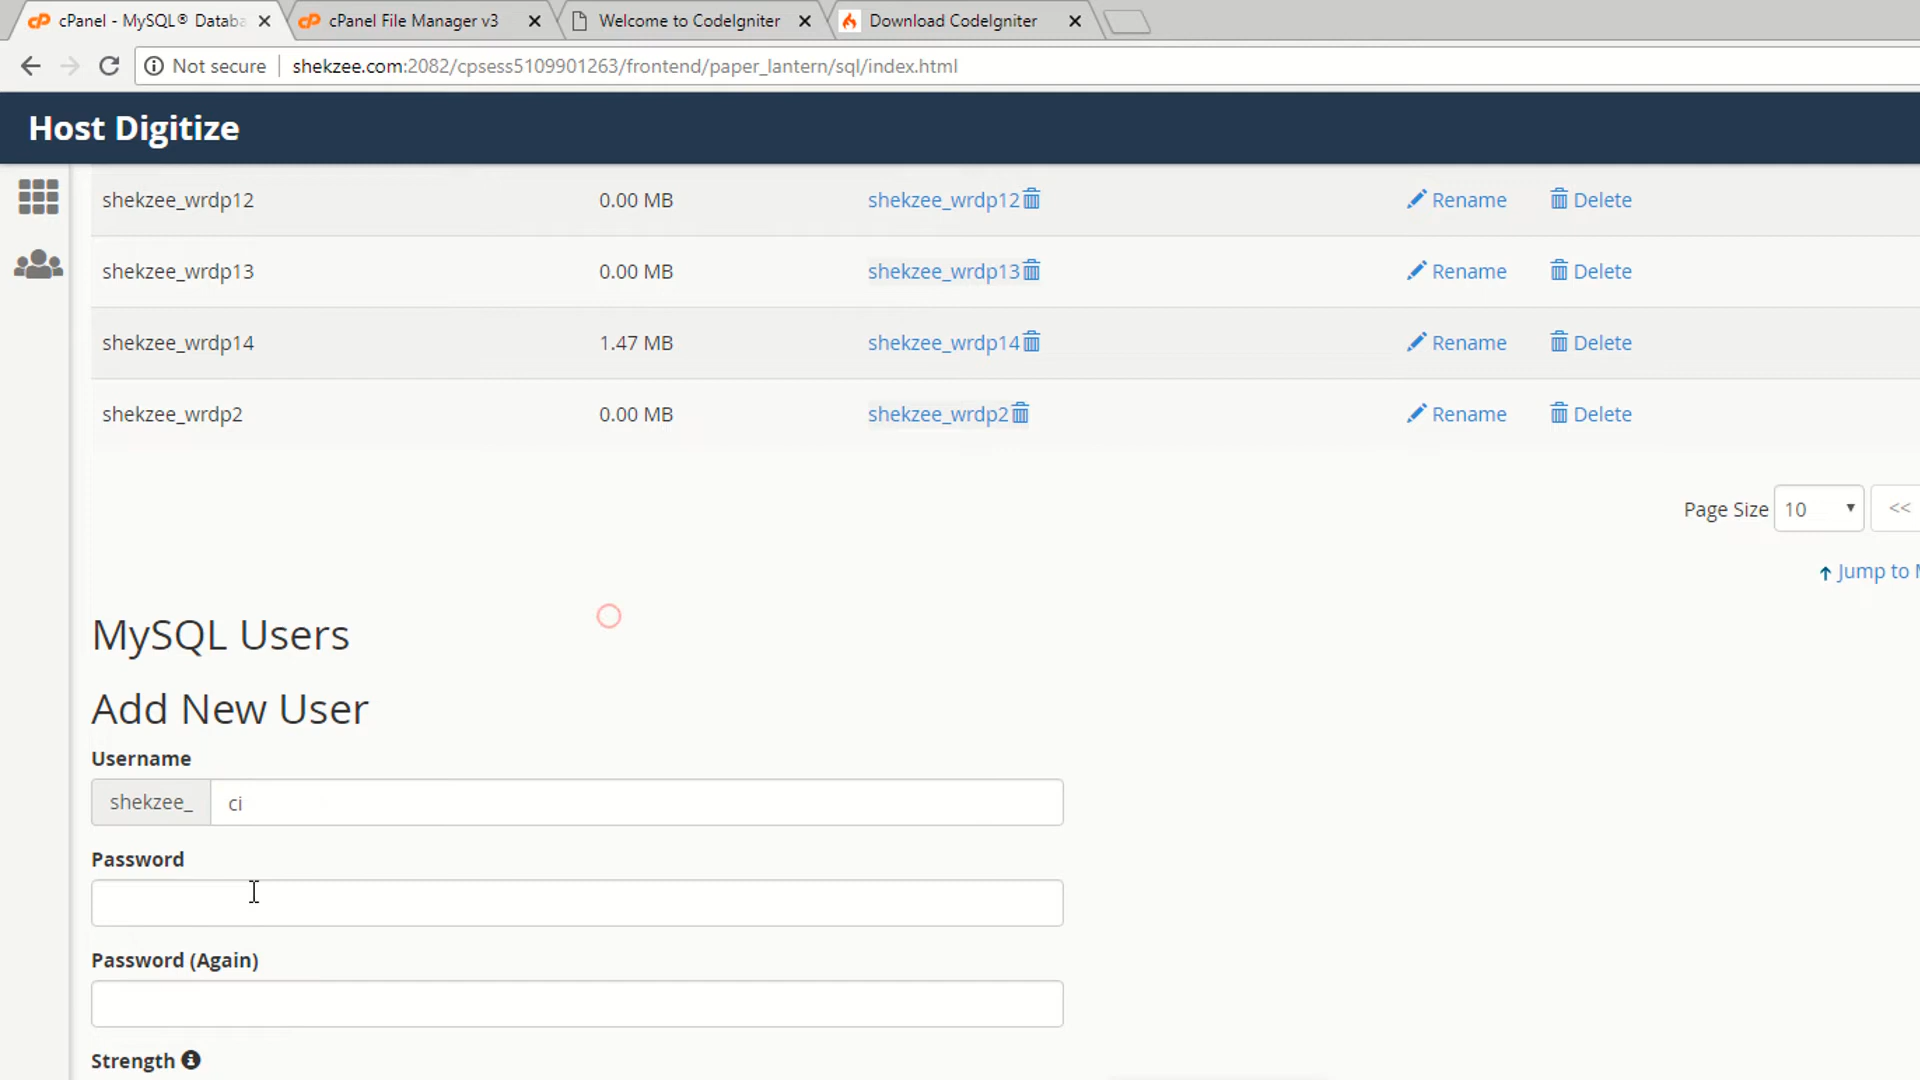 cPanel - MySQL® Databa
cPanel File Manager v3
Welcome to CodeIgniter
Download CodeIgniter
Not secure | shekzee.com:2082/cpsess5109901263/frontend/paper_lantern/sql/index.html
Host Digitize
shekzee_wrdp12 0.00 MB shekzee_wrdp12 Rename Delete
shekzee_wrdp13 0.00 MB shekzee_wrdp13 Rename Delete
shekzee_wrdp14 1.47 MB shekzee_wrdp14 Rename Delete
shekzee_wrdp2 0.00 MB shekzee_wrdp2 Rename Delete
Page Size 10 <<
Jump to M
MySQL Users
Add New User
Username
shekzee_ ci
Password
Password (Again)
Strength